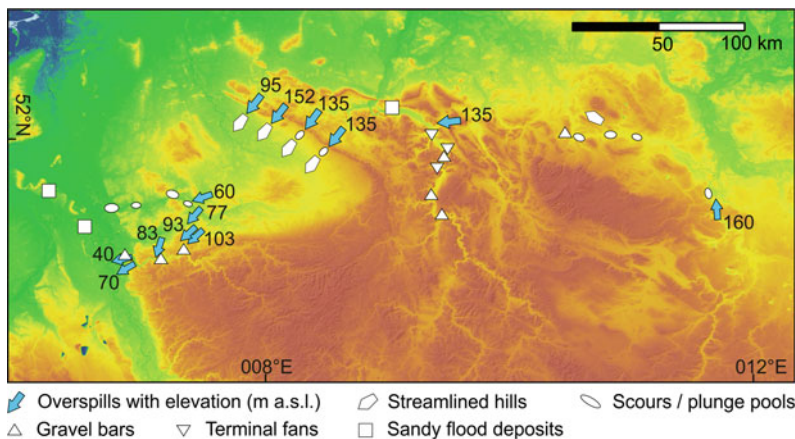 50 100 km
95
152
135
135
135
52°N
60
77
93
83
103
40
70
160
008°E 012°E
Overspills with elevation (m a.s.l.) Streamlined hills Scours / plunge pools
Gravel bars Terminal fans Sandy flood deposits